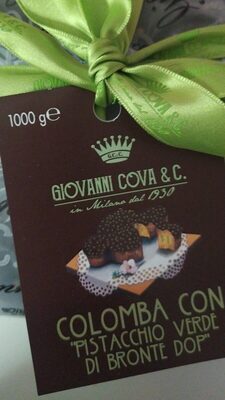 1000 g e
G.C.C.
GIOVANNI COVA & C.
in Milano dal 1930
COLOMBA CON
"PISTACCHIO VERDE
DI BRONTE DOP"